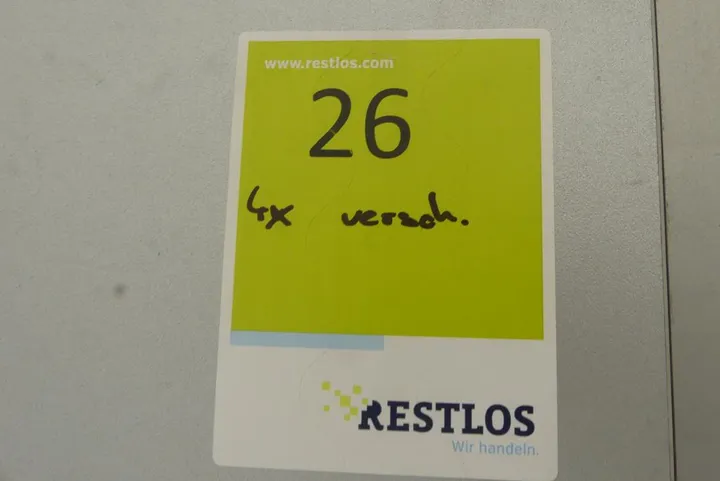 www.restlos.com
26
4x versch.
RESTLOS
Wir handeln.